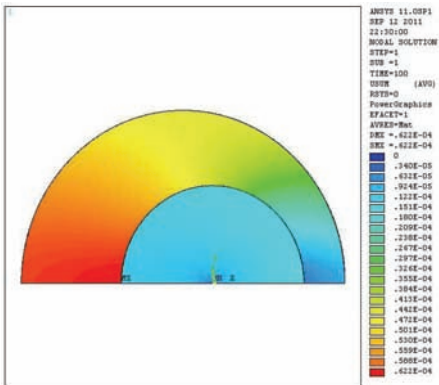 1
ANSYS 11.0SP1
SEP 12 2011
22:30:00
NODAL SOLUTION
STEP=1
SUB =1
TIME=100
USUM (AVG)
RSYS=0
PowerGraphics
EFACET=1
AVRES=Mat
DMX =.622E-04
SMX =.622E-04
0
.340E-05
.632E-05
.924E-05
.122E-04
.151E-04
.180E-04
.209E-04
.238E-04
.267E-04
.297E-04
.326E-04
.355E-04
.384E-04
.413E-04
.442E-04
.472E-04
.501E-04
.530E-04
.559E-04
.588E-04
.622E-04
MX
X